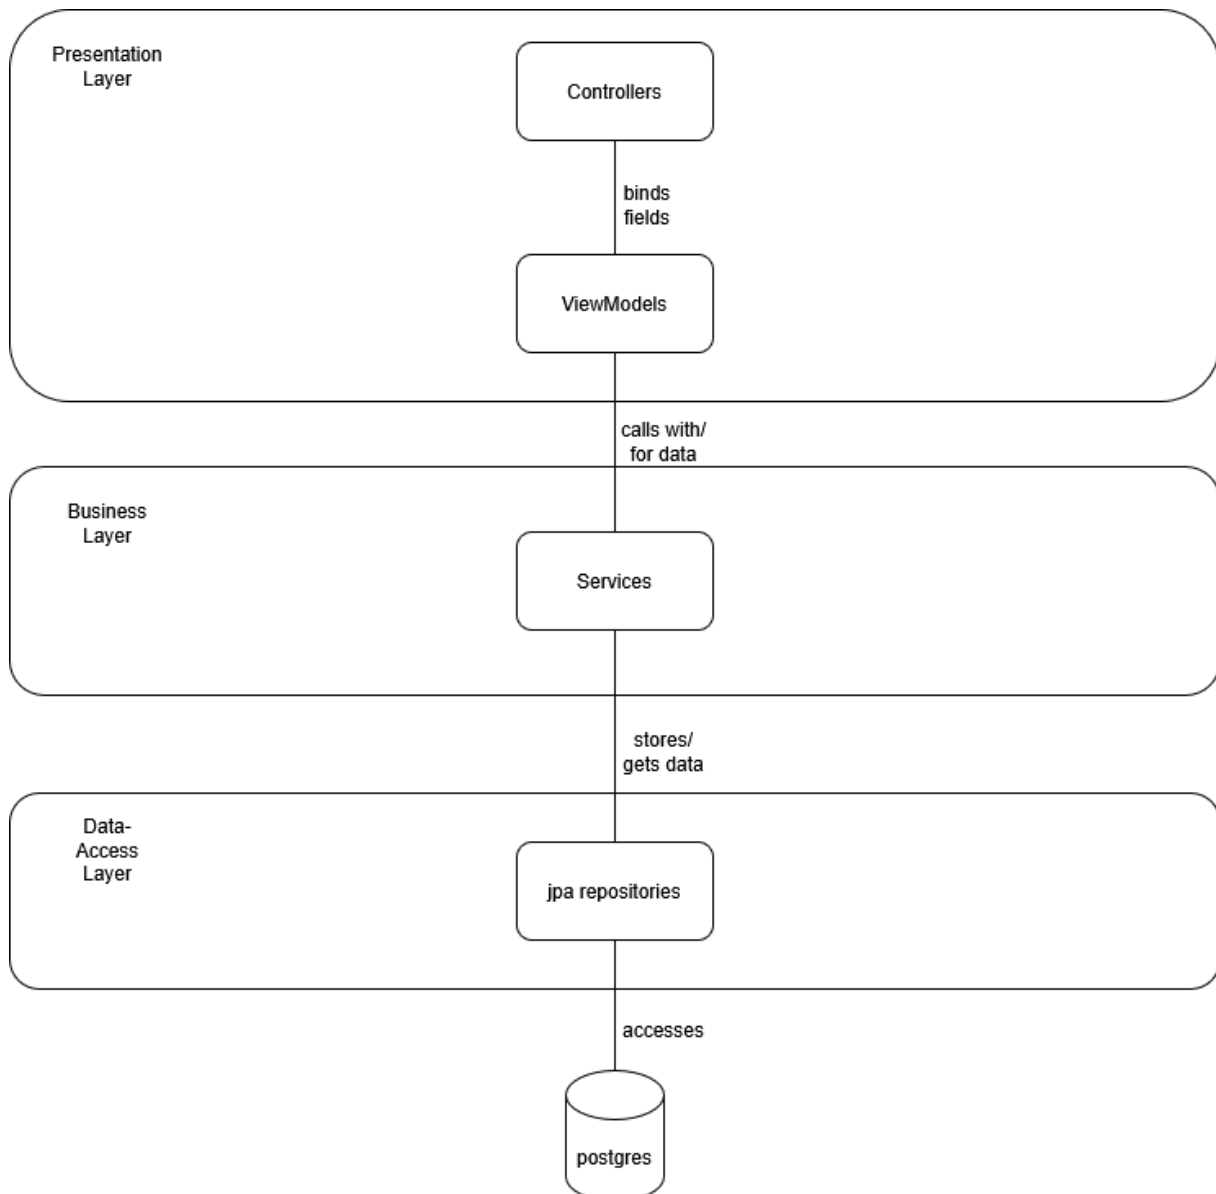 Presentation
Layer
Controllers
binds
fields
ViewModels
calls with/
for data
Business
Layer
Services
stores/
gets data
Data-
Access
Layer
jpa repositories
accesses
postgres